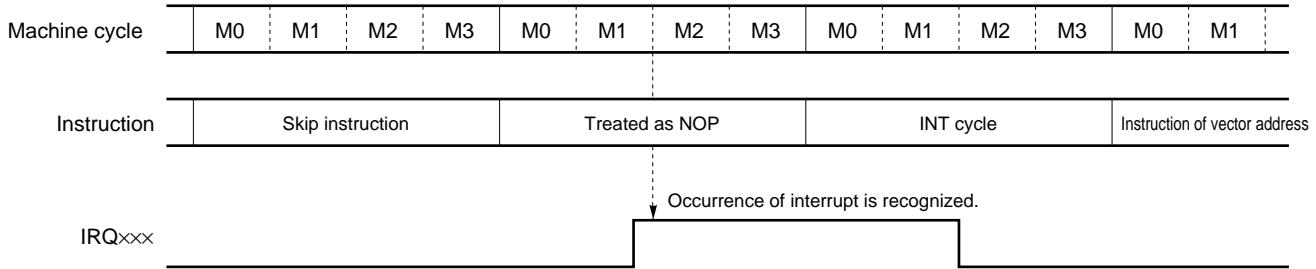 Machine cycle M0 M1 M2 M3 M0 M1 M2 M3 M0 M1 M2 M3 M0 M1
Instruction Skip instruction Treated as NOP INT cycle Instruction of vector address
Occurrence of interrupt is recognized.
IRQ×××